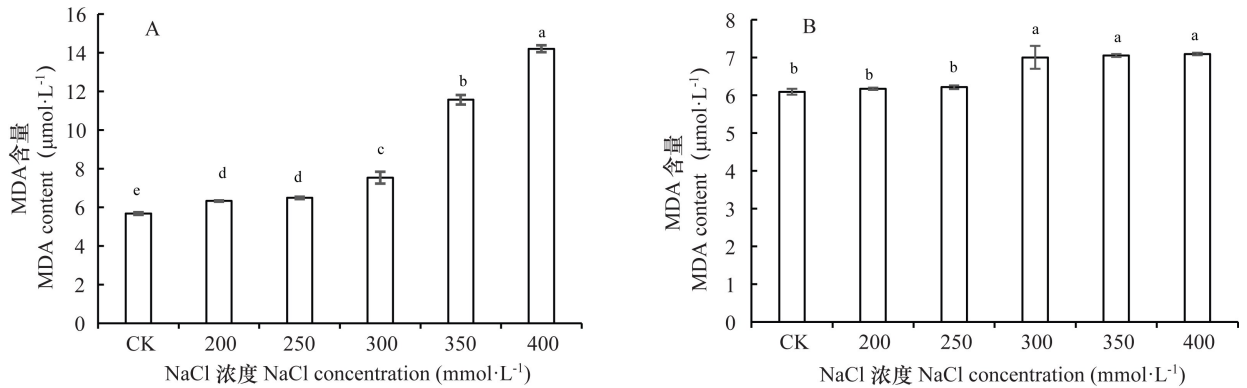 A
MDA含量
MDA content（μmol·L-1）
16
14
12
10
8
6
4
2
0
e
d
d
c
b
a
CK
200
250
300
350
400
NaCl 浓度 NaCl concentration (mmol·L-1)
B
MDA 含量
MDA content（μmol·L-1）
8
7
6
5
4
3
2
1
0
b
b
b
a
a
a
CK
200
250
300
350
400
NaCl 浓度 NaCl concentration (mmol·L-1)